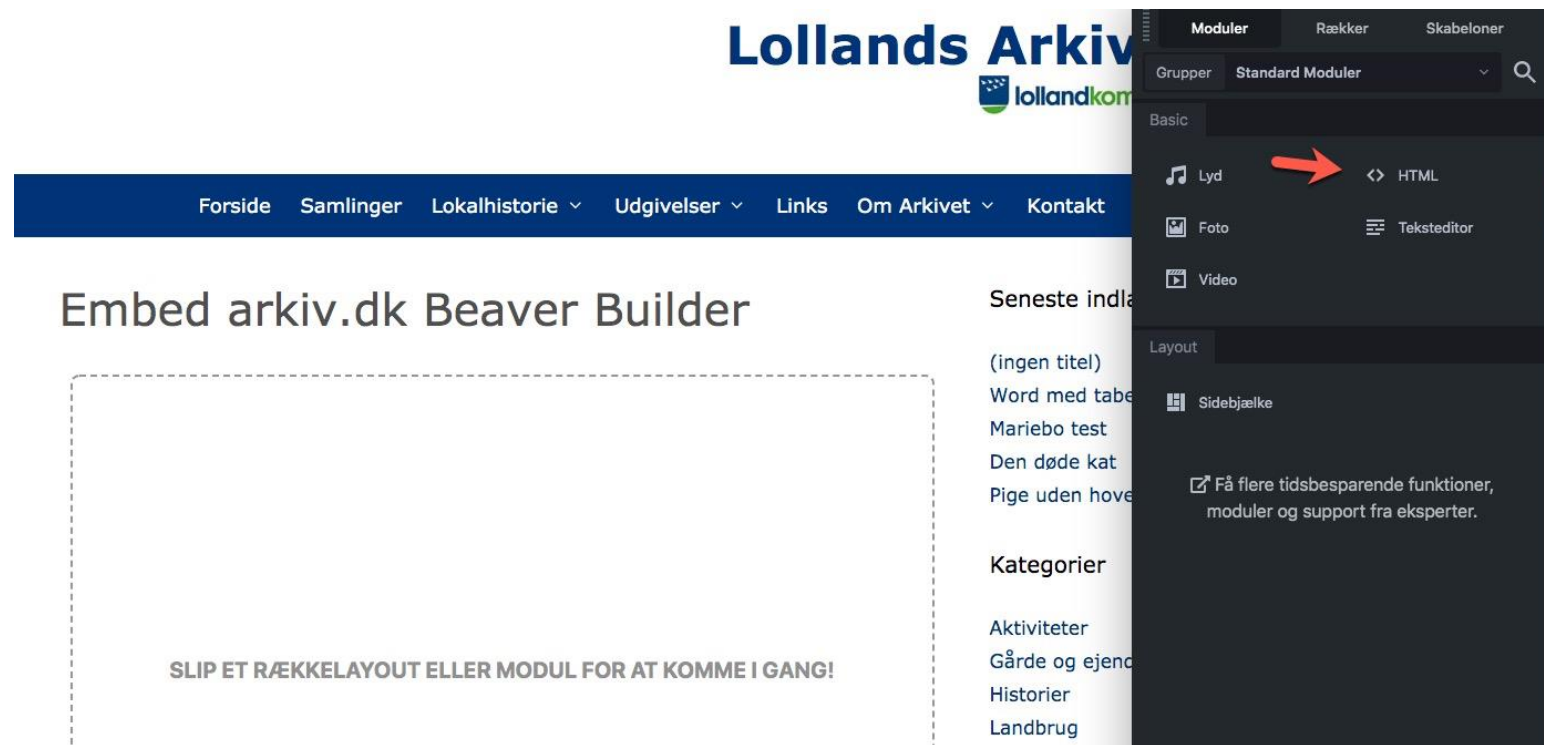 Lollands Arkiv
lollandkom
Forside Samlinger Lokalhistorie Udgivelser Links Om Arkivet Kontakt
Embed arkiv.dk Beaver Builder
SLIP ET RÆKKELAYOUT ELLER MODUL FOR AT KOMME I GANG!
Seneste indlæ
(ingen titel)
Word med tabe
Mariebo test
Den døde kat
Pige uden hove
Kategorier
Aktiviteter
Gårde og ejend
Historier
Landbrug
Moduler Rækker Skabeloner
Grupper Standard Moduler
Basic
Lyd
HTML
Foto
Teksteditor
Video
Layout
Sidebjælke
Få flere tidsbesparende funktioner,
moduler og support fra eksperter.